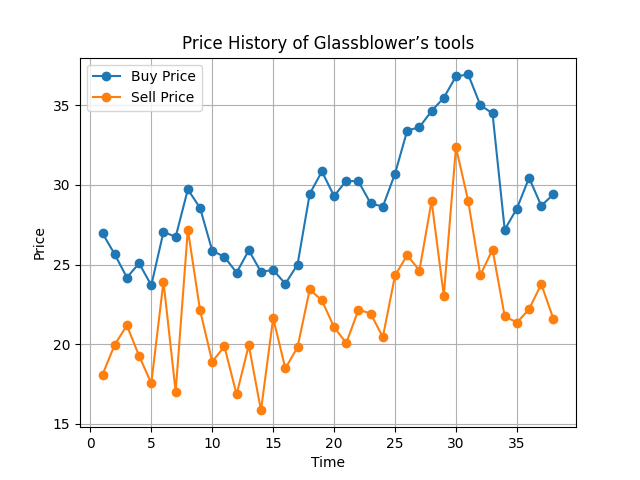 Price History of Glassblower’s tools
Buy Price
Sell Price
35
30
25
20
15
Price
0 5 10 15 20 25 30 35
Time